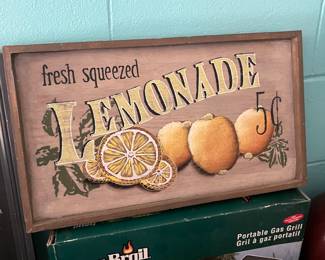 fresh squeezed
LEMONADE
5¢
Broil
Portable Gas Grill
Gril à gaz portatif